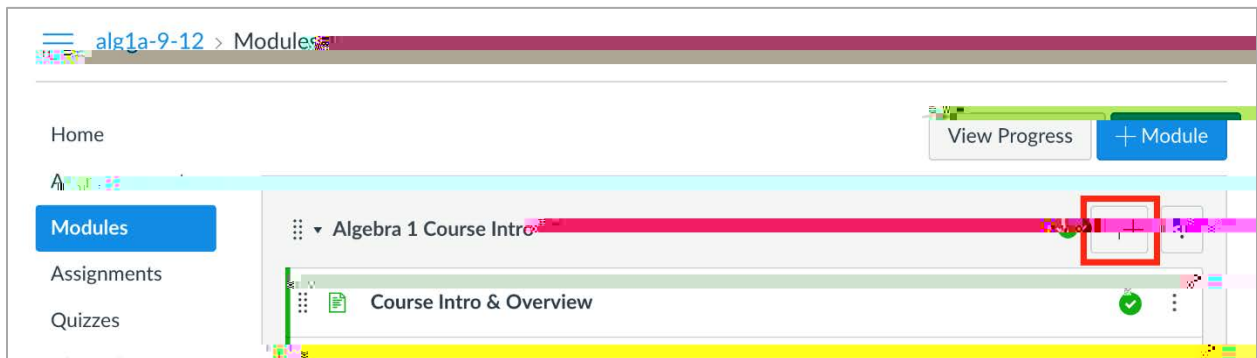 alg1a-9-12 > Modules
View Progress + Module
Home
Modules
Algebra 1 Course Intro
Assignments
Course Intro & Overview
Quizzes